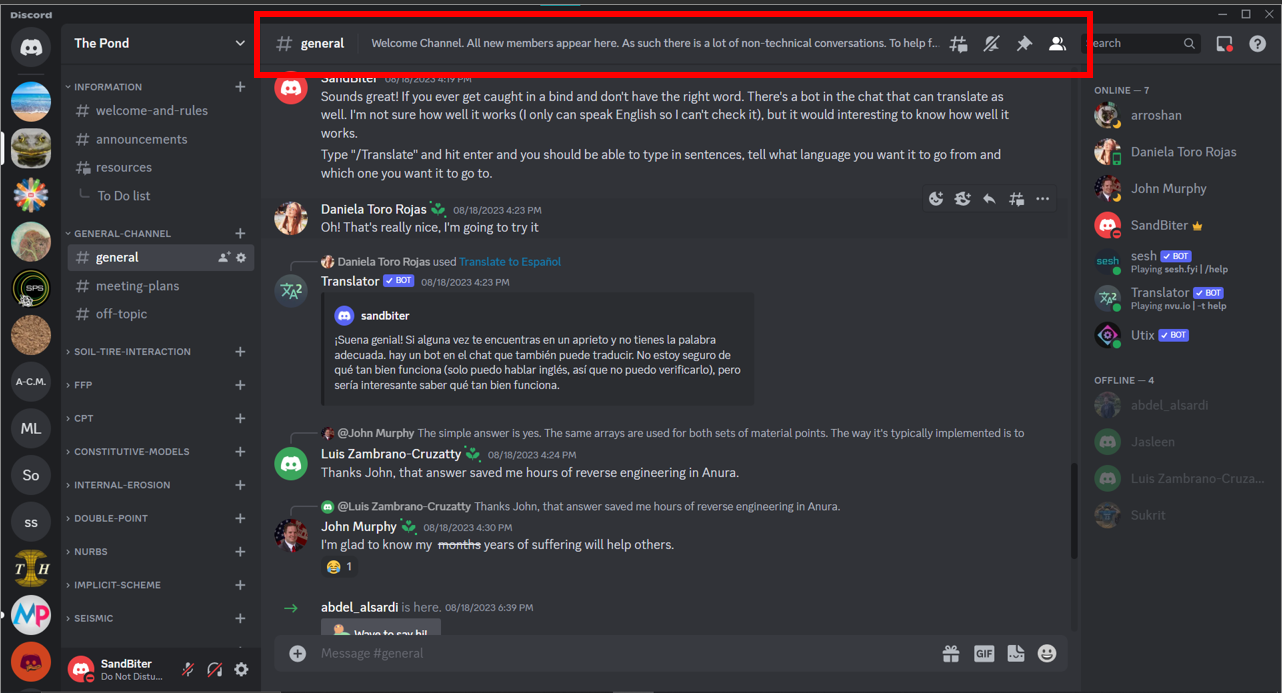 Discord
The Pond
# general
Welcome Channel. All new members appear here. As such there is a lot of non-technical conversations. To help f...
INFORMATION
# welcome-and-rules
# announcements
resources
To Do list
GENERAL-CHANNEL
# general
# meeting-plans
# off-topic
SOIL-TIRE-INTERACTION
FFP
CPT
CONSTITUTIVE-MODELS
INTERNAL-EROSION
DOUBLE-POINT
NURBS
IMPLICIT-SCHEME
SEISMIC
SPS
A-C.M.
ML
So
ss
TH
MP
SandBiter
Do Not Distu...
SandBiter 08/18/2023 4:19 PM
Sounds great! If you ever get caught in a bind and don't have the right word. There's a bot in the chat that can translate as
well. I'm not sure how well it works (I only can speak English so I can't check it), but it would interesting to know how well it
works.
Type "/Translate" and hit enter and you should be able to type in sentences, tell what language you want it to go from and
which one you want it to go to.
Daniela Toro Rojas 08/18/2023 4:23 PM
Oh! That's really nice, I'm going to try it
Daniela Toro Rojas used Translate to Español
Translator BOT 08/18/2023 4:23 PM
sandbiter
¡Suena genial! Si alguna vez te encuentras en un aprieto y no tienes la palabra
adecuada. hay un bot en el chat que también puede traducir. No estoy seguro de
qué tan bien funciona (solo puedo hablar inglés, así que no puedo verificarlo), pero
sería interesante saber qué tan bien funciona.
@John Murphy The simple answer is yes. The same arrays are used for both sets of material points. The way it's typically implemented is to
Luis Zambrano-Cruzatty 08/18/2023 4:24 PM
Thanks John, that answer saved me hours of reverse engineering in Anura.
@Luis Zambrano-Cruzatty Thanks John, that answer saved me hours of reverse engineering in Anura.
John Murphy 08/18/2023 4:30 PM
I'm glad to know my months years of suffering will help others.
1
abdel_alsardi is here. 08/18/2023 6:39 PM
Wave to say hi!
Message #general
GIF
ONLINE — 7
arroshan
Daniela Toro Rojas
John Murphy
SandBiter
sesh
sesh BOT
Playing sesh.fyi | /help
Translator BOT
Playing nvu.io | -t help
Utix BOT
OFFLINE — 4
abdel_alsardi
Jasleen
Luis Zambrano-Cruza...
Sukrit